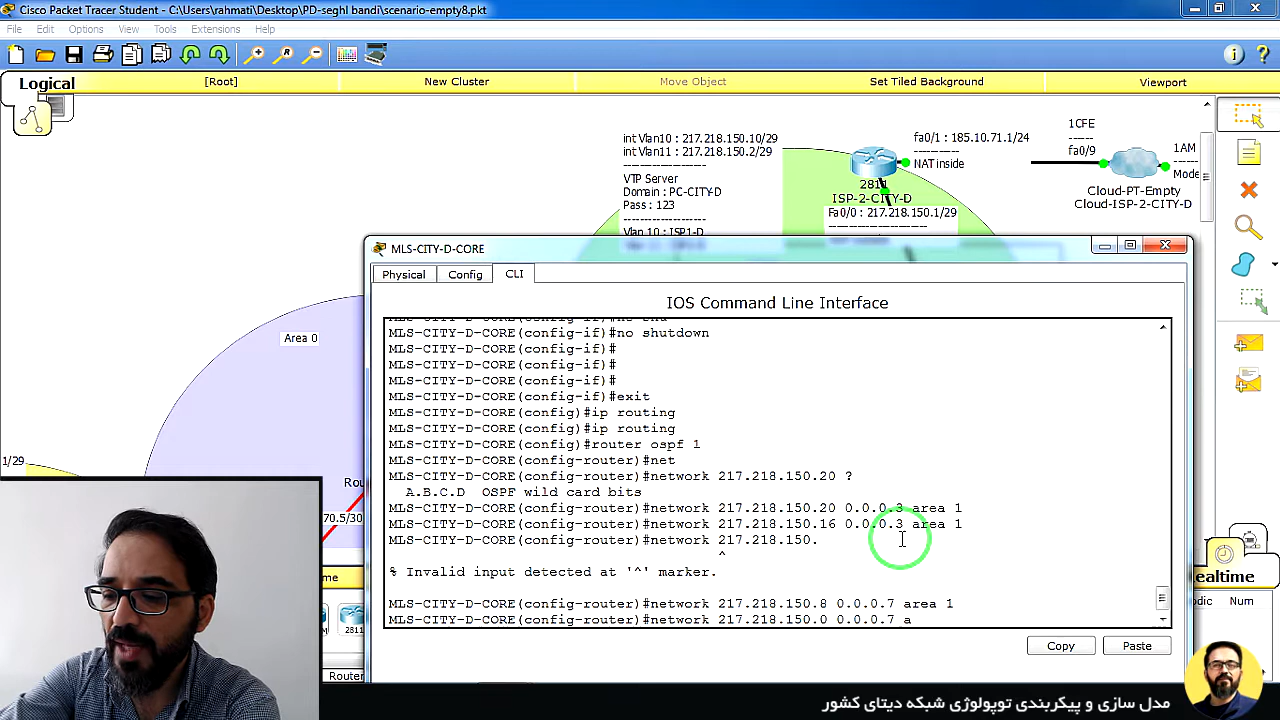 Cisco Packet Tracer Student - C:\Users\rahmati\Desktop\PD-seghl bandi\scenario-empty8.pkt
File Edit Options View Tools Extensions Help
Logical
[Root]
New Cluster
Move Object
Set Tiled Background
Viewport
int Vlan10 : 217.218.150.10/29
int Vlan11 : 217.218.150.2/29
--------------------
VTP Server
Domain : PC-CITY-D
Pass : 123
--------------------
Vlan 10 : ISP1-D
2811
ISP-2-CITY-D
Fa0/0 : 217.218.150.1/29
fa0/1 : 185.10.71.1/24
-----------
NAT inside
1CFE
------
fa0/9
1AM
------
Mode
Cloud-PT-Empty
Cloud-ISP-2-CITY-D
Area 0
1/29
Rou
70.5/30
MLS-CITY-D-CORE
Physical Config CLI
IOS Command Line Interface
MLS-CITY-D-CORE(config-if)#no shutdown
MLS-CITY-D-CORE(config-if)#
MLS-CITY-D-CORE(config-if)#
MLS-CITY-D-CORE(config-if)#
MLS-CITY-D-CORE(config-if)#exit
MLS-CITY-D-CORE(config)#ip routing
MLS-CITY-D-CORE(config)#ip routing
MLS-CITY-D-CORE(config)#router ospf 1
MLS-CITY-D-CORE(config-router)#net
MLS-CITY-D-CORE(config-router)#network 217.218.150.20 ?
A.B.C.D OSPF wild card bits
MLS-CITY-D-CORE(config-router)#network 217.218.150.20 0.0.0.3 area 1
MLS-CITY-D-CORE(config-router)#network 217.218.150.16 0.0.0.3 area 1
MLS-CITY-D-CORE(config-router)#network 217.218.150.
^
% Invalid input detected at '^' marker.
MLS-CITY-D-CORE(config-router)#network 217.218.150.8 0.0.0.7 area 1
MLS-CITY-D-CORE(config-router)#network 217.218.150.0 0.0.0.7 a
Copy
Paste
me
2811
Router
ealtime
dic Num
مدل سازی و پیکربندی توپولوژی شبکه دیتای کشور